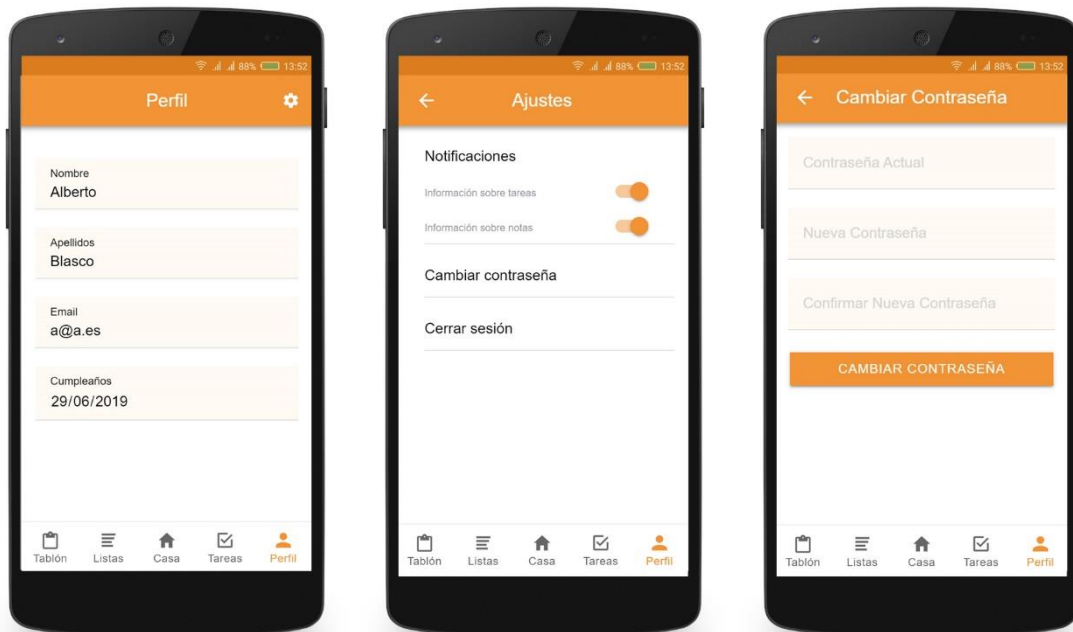 88% 13:52
Perfil
Nombre
Alberto
Apellidos
Blasco
Email
a@a.es
Cumpleaños
29/06/2019
Tablón Listas Casa Tareas Perfil
88% 13:52
Ajustes
Notificaciones
Información sobre tareas
Información sobre notas
Cambiar contraseña
Cerrar sesión
Tablón Listas Casa Tareas Perfil
88% 13:52
Cambiar Contraseña
Contraseña Actual
Nueva Contraseña
Confirmar Nueva Contraseña
CAMBIAR CONTRASEÑA
Tablón Listas Casa Tareas Perfil